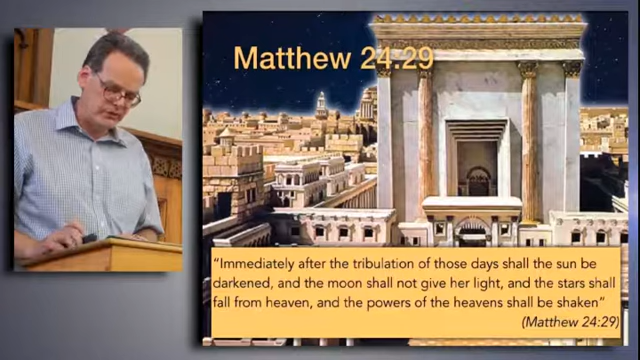 Matthew 24:29
“Immediately after the tribulation of those days shall the sun be
darkened, and the moon shall not give her light, and the stars shall
fall from heaven, and the powers of the heavens shall be shaken”
(Matthew 24:29)